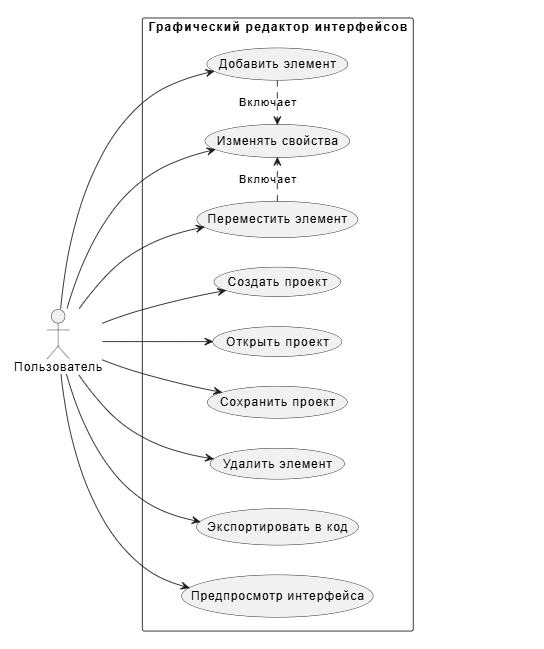 Графический редактор интерфейсов
Добавить элемент
Включает
Изменять свойства
Включает
Переместить элемент
Создать проект
Открыть проект
Пользователь
Сохранить проект
Удалить элемент
Экспортировать в код
Предпросмотр интерфейса